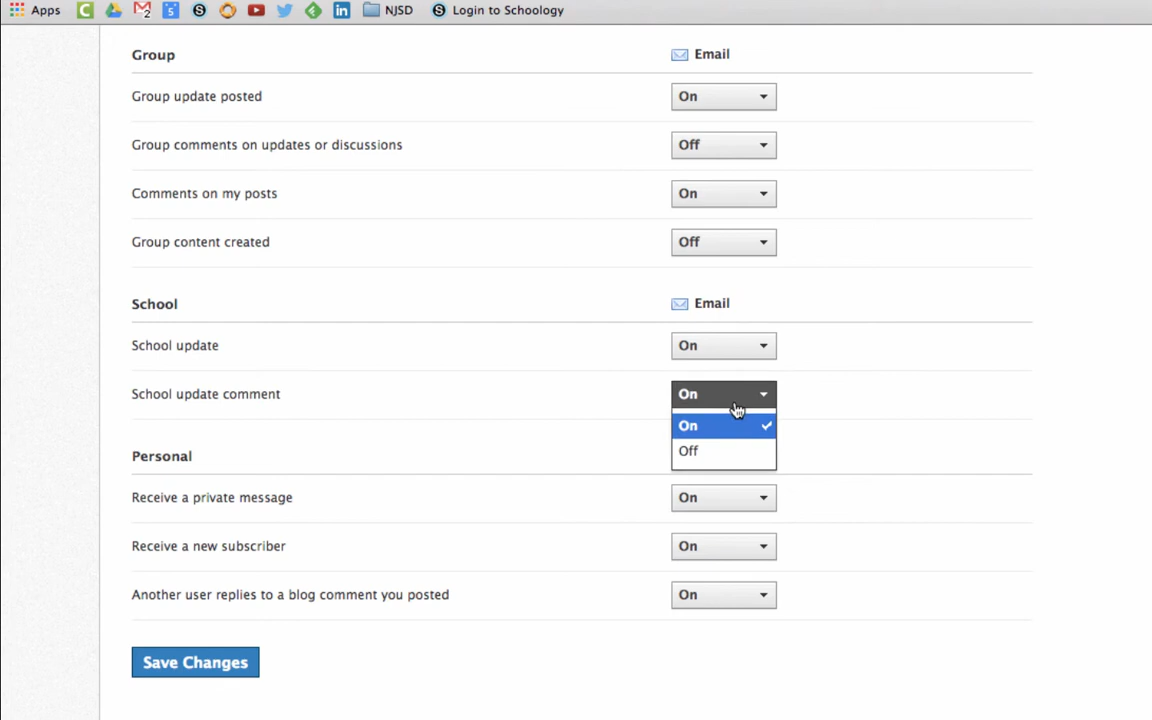 Apps 2 5 S NJSD S Login to Schoology
Group Email
Group update posted On
Group comments on updates or discussions Off
Comments on my posts On
Group content created Off
School Email
School update On
School update comment On
On
Off
Personal
Receive a private message On
Receive a new subscriber On
Another user replies to a blog comment you posted On
Save Changes